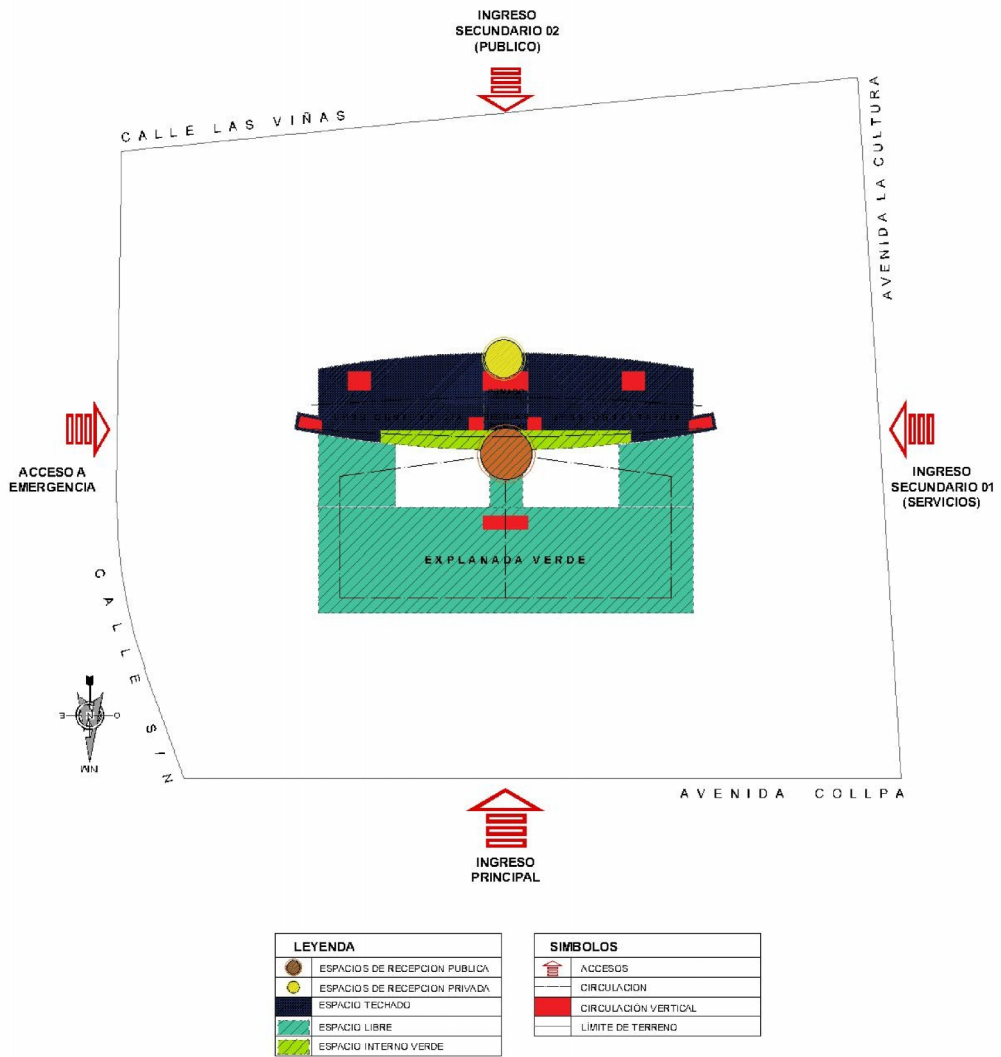 INGRESO
SECUNDARIO 02
(PUBLICO)
CALLE LAS VIÑAS
AVENIDA LA CULTURA
ACCESO A
EMERGENCIA
INGRESO
SECUNDARIO 01
(SERVICIOS)
EXPLANADA VERDE
CALLE SIN
E
N
O
NM
AVENIDA COLLPA
INGRESO
PRINCIPAL
LEYENDA
ESPACIOS DE RECEPCION PUBLICA
ESPACIOS DE RECEPCION PRIVADA
ESPACIO TECHADO
ESPACIO LIBRE
ESPACIO INTERNO VERDE
SIMBOLOS
ACCESOS
CIRCULACION
CIRCULACIÓN VERTICAL
LÍMITE DE TERRENO